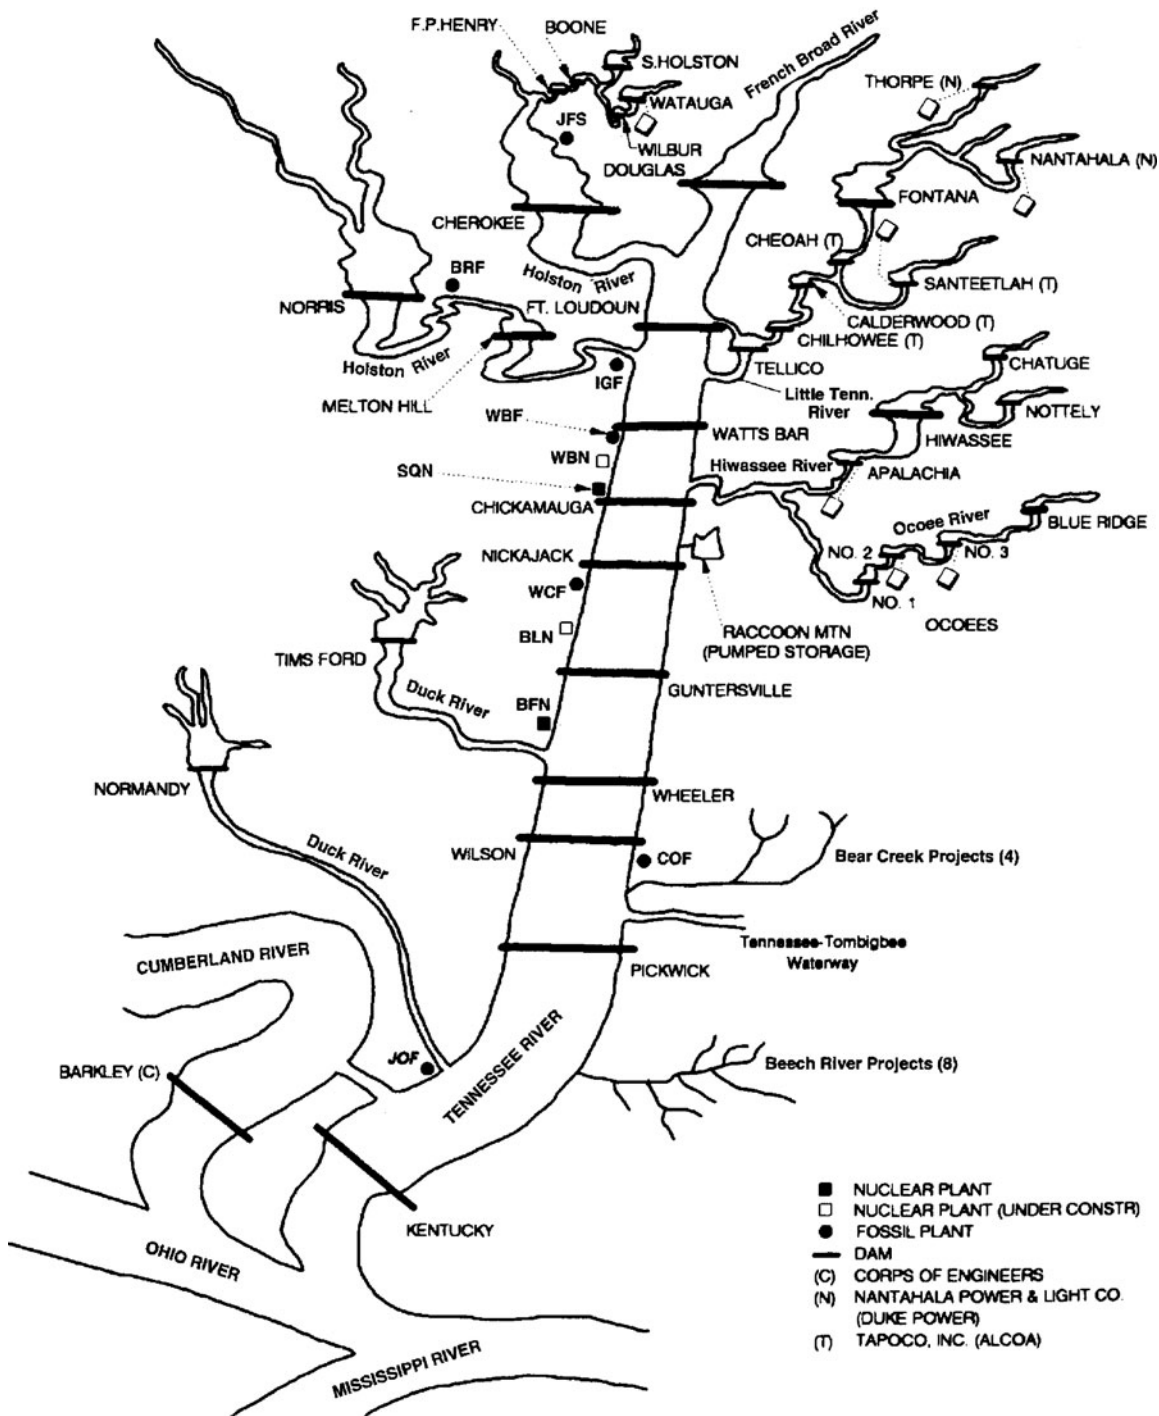 F.P.HENRY
BOONE
S.HOLSTON
French Broad River
THORPE (N)
WATAUGA
JFS
WILBUR
NANTAHALA (N)
DOUGLAS
FONTANA
CHEROKEE
CHEOAH (T)
BRF
Holston River
SANTEETLAH (T)
NORRIS
FT. LOUDOUN
CALDERWOOD (T)
CHILHOWEE (T)
Holston River
TELLICO
CHATUGE
IGF
Little Tenn.
River
MELTON HILL
NOTTELY
WBF
WATTS BAR
HIWASSEE
WBN
Hiwassee River
APALACHIA
SQN
CHICKAMAUGA
Ocoee River
BLUE RIDGE
NICKAJACK
NO. 2
NO. 3
WCF
NO. 1
OCOEES
BLN
RACCOON MTN
(PUMPED STORAGE)
TIMS FORD
GUNTERSVILLE
Duck River
BFN
NORMANDY
WHEELER
Duck River
WILSON
COF
Bear Creek Projects (4)
Tennessee-Tombigbee
Waterway
CUMBERLAND RIVER
PICKWICK
JOF
TENNESSEE RIVER
BARKLEY (C)
Beech River Projects (8)
KENTUCKY
OHIO RIVER
MISSISSIPPI RIVER
NUCLEAR PLANT
NUCLEAR PLANT (UNDER CONSTR)
FOSSIL PLANT
DAM
(C) CORPS OF ENGINEERS
(N) NANTAHALA POWER & LIGHT CO.
(DUKE POWER)
(T) TAPOCO, INC. (ALCOA)